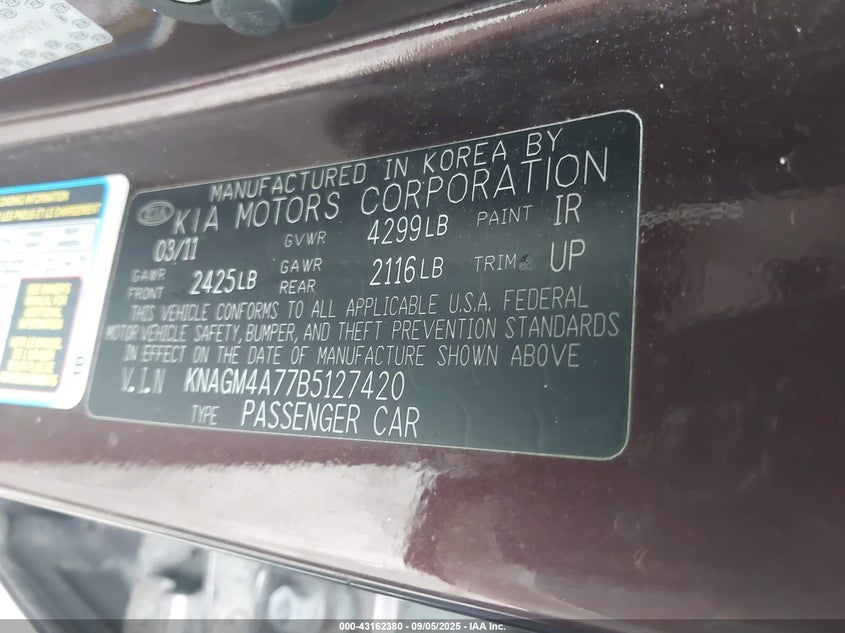 MANUFACTURED IN KOREA BY
KIA KIA MOTORS CORPORATION
03/11 GVWR 4299LB PAINT IR
GAWR FRONT 2425LB GAWR REAR 2116LB TRIM UP
THIS VEHICLE CONFORMS TO ALL APPLICABLE U.S.A. FEDERAL
MOTOR VEHICLE SAFETY, BUMPER, AND THEFT PREVENTION STANDARDS
IN EFFECT ON THE DATE OF MANUFACTURE SHOWN ABOVE
V.I.N KNAGM4A77B5127420
TYPE PASSENGER CAR
TD
000-43162380 - 09/05/2025 - IAA Inc.